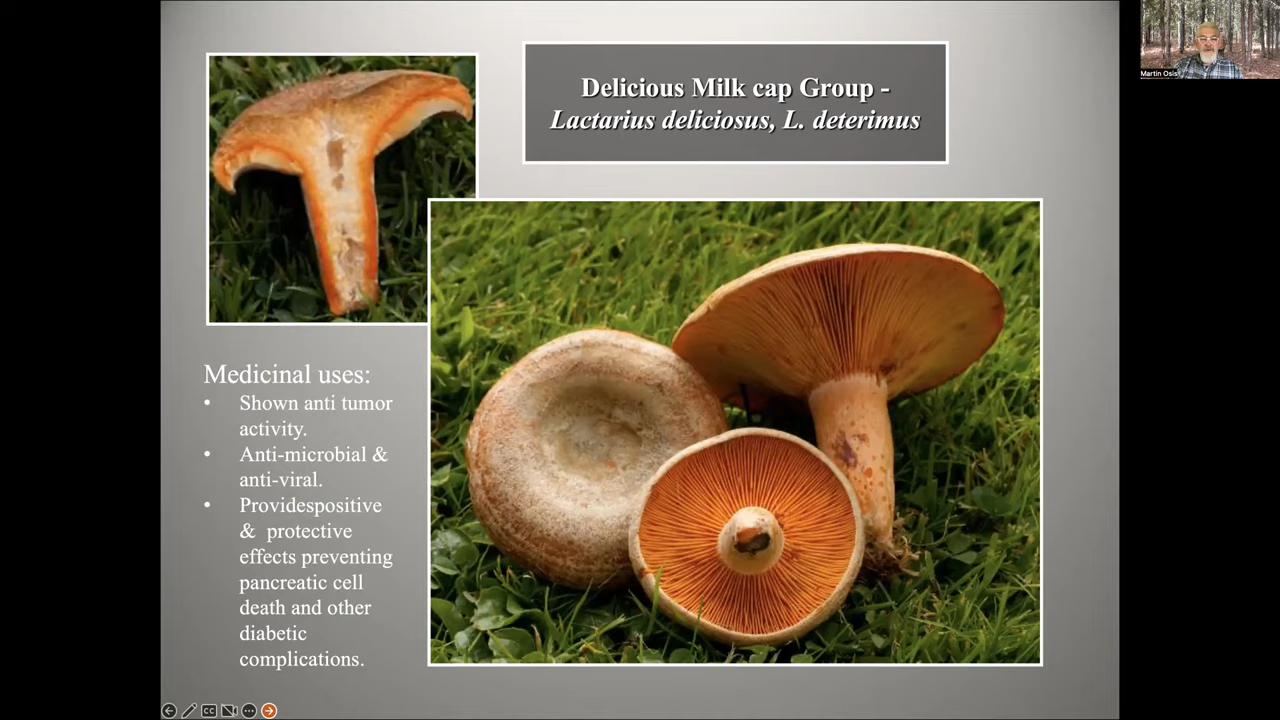 Delicious Milk cap Group -
Lactarius deliciosus, L. deterimus
Martin Osis
Medicinal uses:
• Shown anti tumor
activity.
• Anti-microbial &
anti-viral.
• Providespositive
& protective
effects preventing
pancreatic cell
death and other
diabetic
complications.
CC